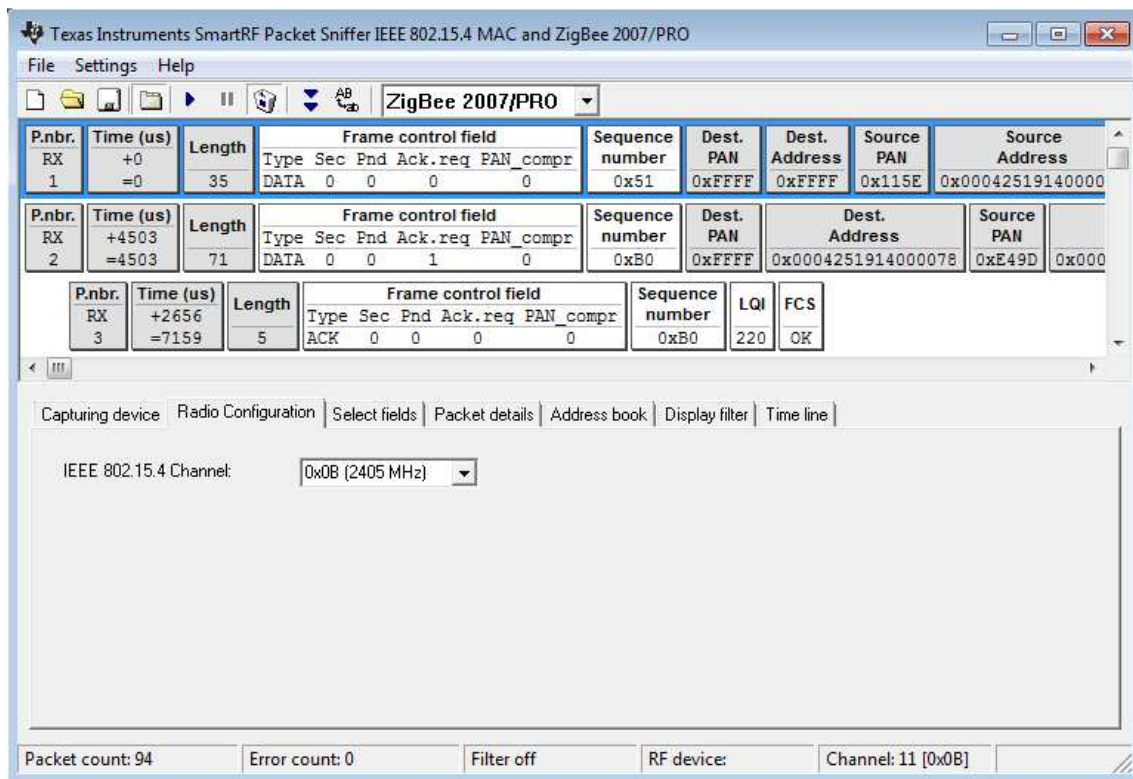 Texas Instruments SmartRF Packet Sniffer IEEE 802.15.4 MAC and ZigBee 2007/PRO
File Settings Help
ZigBee 2007/PRO
P.nbr. Time (us) Length Frame control field Sequence number Dest. PAN Dest. Address Source PAN Source Address
RX +0 Type Sec Pnd Ack.req PAN_compr
1 =0 35 DATA 0 0 0 0 0x51 0xFFFF 0xFFFF 0x115E 0x00042519140000
P.nbr. Time (us) Length Frame control field Sequence number Dest. PAN Dest. Address Source PAN
RX +4503 Type Sec Pnd Ack.req PAN_compr
2 =4503 71 DATA 0 0 1 0 0xB0 0xFFFF 0x0004251914000078 0xE49D 0x000
P.nbr. Time (us) Length Frame control field Sequence number LQI FCS
RX +2656 Type Sec Pnd Ack.req PAN_compr
3 =7159 5 ACK 0 0 0 0 0xB0 220 OK
Capturing device Radio Configuration Select fields Packet details Address book Display filter Time line
IEEE 802.15.4 Channel: 0x0B (2405 MHz)
Packet count: 94 Error count: 0 Filter off RF device: Channel: 11 [0x0B]